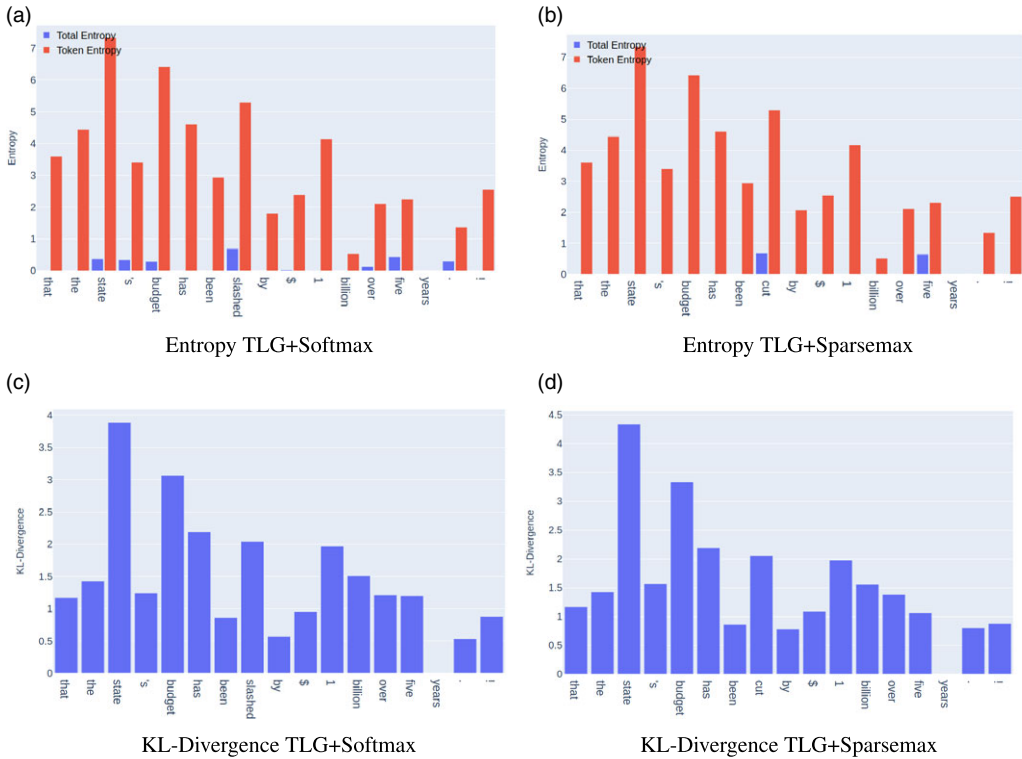 (a)
Total Entropy
Token Entropy
7
6
5
4
3
2
1
0
Entropy
that
the
state
's
budget
has
been
slashed
by
$
1
billion
over
five
years
.
!
Entropy TLG+Softmax
(b)
Total Entropy
Token Entropy
7
6
5
4
3
2
1
0
Entropy
that
the
state
's
budget
has
been
cut
by
$
1
billion
over
five
years
.
!
Entropy TLG+Sparsemax
(c)
4
3.5
3
2.5
2
1.5
1
0.5
0
KL-Divergence
that
the
state
's
budget
has
been
slashed
by
$
1
billion
over
five
years
.
!
KL-Divergence TLG+Softmax
(d)
4.5
4
3.5
3
2.5
2
1.5
1
0.5
0
KL-Divergence
that
the
state
's
budget
has
been
cut
by
$
1
billion
over
five
years
.
!
KL-Divergence TLG+Sparsemax